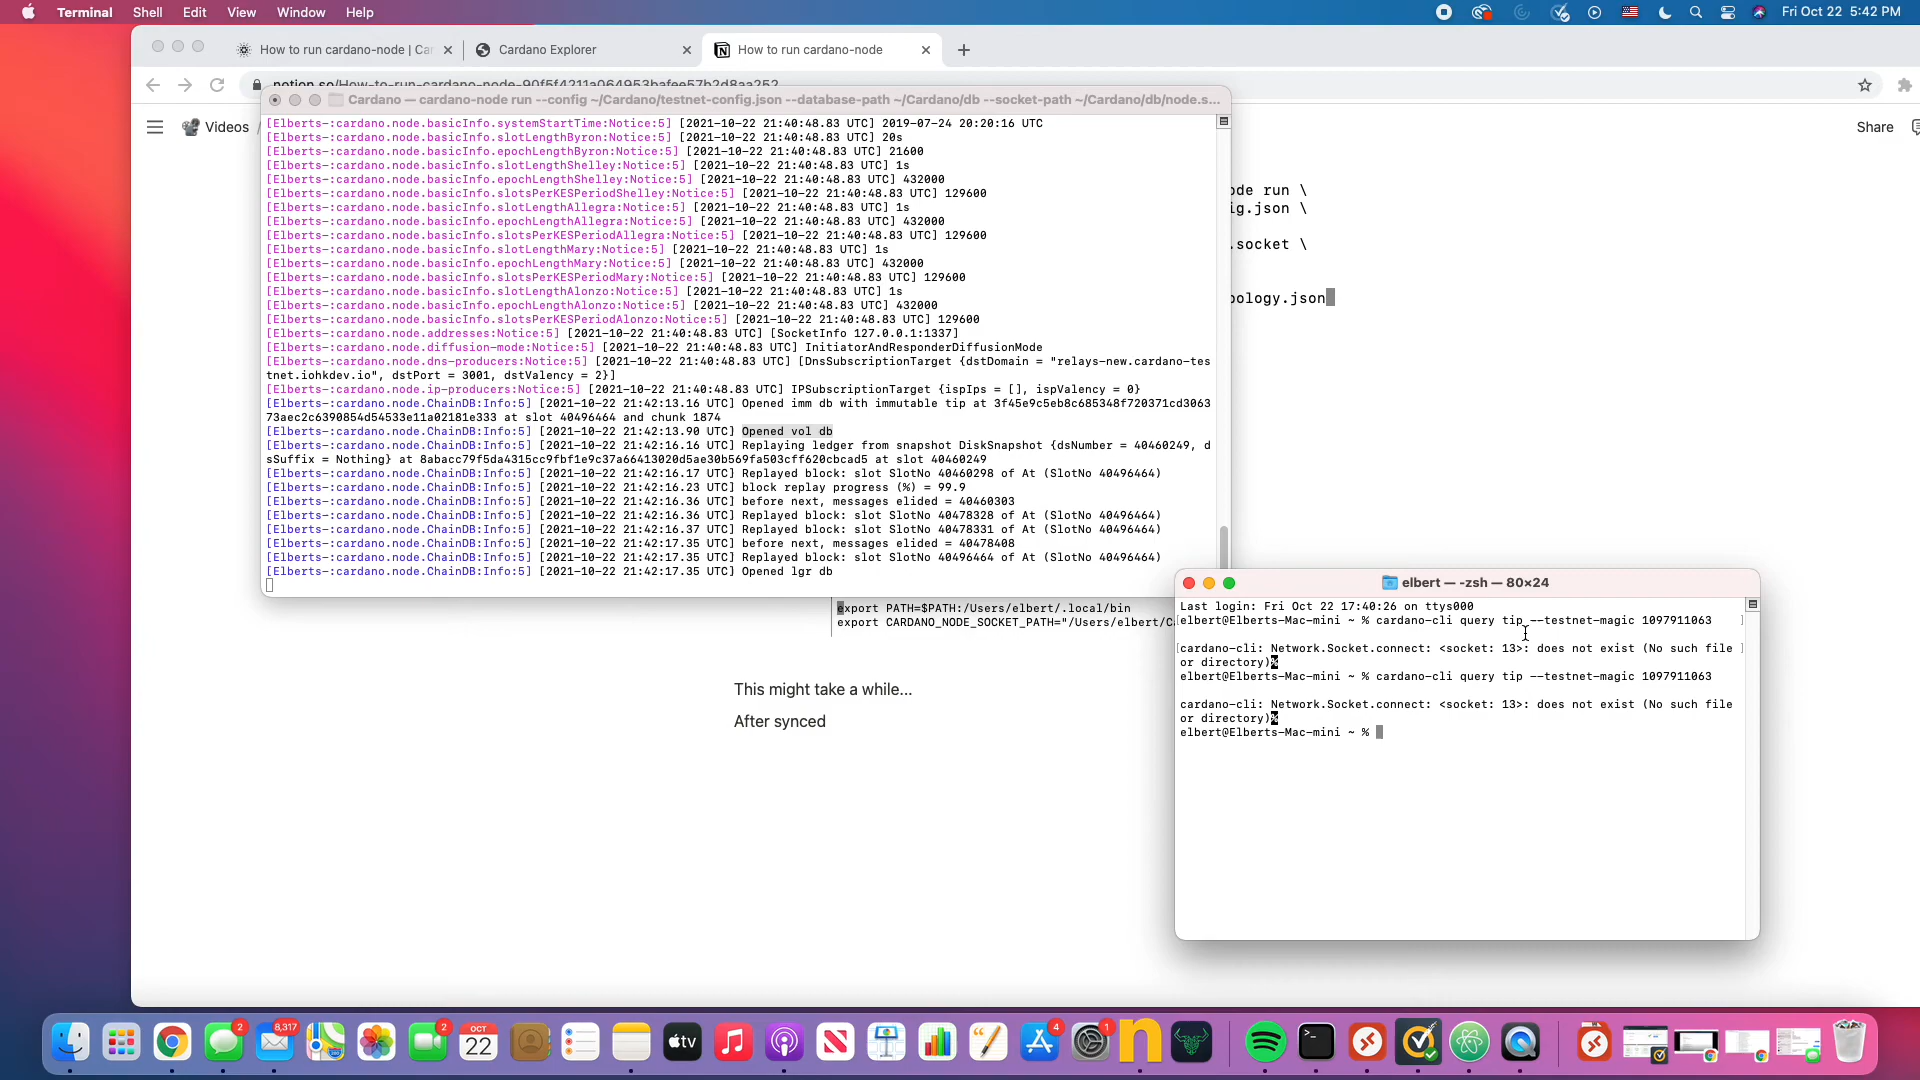 Terminal Shell Edit View Window Help Fri Oct 22 5:42 PM
How to run cardano-node | Ca
Cardano Explorer
How to run cardano-node
notion.so/How-to-run-cardano-node-90f5f4211a064953bafee57b2d8aa252
Videos /
Share
Cardano — cardano-node run --config ~/Cardano/testnet-config.json --database-path ~/Cardano/db --socket-path ~/Cardano/db/node.s...
[Elberts-:cardano.node.basicInfo.systemStartTime:Notice:5] [2021-10-22 21:40:48.83 UTC] 2019-07-24 20:20:16 UTC
[Elberts-:cardano.node.basicInfo.slotLengthByron:Notice:5] [2021-10-22 21:40:48.83 UTC] 20s
[Elberts-:cardano.node.basicInfo.epochLengthByron:Notice:5] [2021-10-22 21:40:48.83 UTC] 21600
[Elberts-:cardano.node.basicInfo.slotLengthShelley:Notice:5] [2021-10-22 21:40:48.83 UTC] 1s
[Elberts-:cardano.node.basicInfo.epochLengthShelley:Notice:5] [2021-10-22 21:40:48.83 UTC] 432000
[Elberts-:cardano.node.basicInfo.slotsPerKESPeriodShelley:Notice:5] [2021-10-22 21:40:48.83 UTC] 129600
[Elberts-:cardano.node.basicInfo.slotLengthAllegra:Notice:5] [2021-10-22 21:40:48.83 UTC] 1s
[Elberts-:cardano.node.basicInfo.epochLengthAllegra:Notice:5] [2021-10-22 21:40:48.83 UTC] 432000
[Elberts-:cardano.node.basicInfo.slotsPerKESPeriodAllegra:Notice:5] [2021-10-22 21:40:48.83 UTC] 129600
[Elberts-:cardano.node.basicInfo.slotLengthMary:Notice:5] [2021-10-22 21:40:48.83 UTC] 1s
[Elberts-:cardano.node.basicInfo.epochLengthMary:Notice:5] [2021-10-22 21:40:48.83 UTC] 432000
[Elberts-:cardano.node.basicInfo.slotsPerKESPeriodMary:Notice:5] [2021-10-22 21:40:48.83 UTC] 129600
[Elberts-:cardano.node.basicInfo.slotLengthAlonzo:Notice:5] [2021-10-22 21:40:48.83 UTC] 1s
[Elberts-:cardano.node.basicInfo.epochLengthAlonzo:Notice:5] [2021-10-22 21:40:48.83 UTC] 432000
[Elberts-:cardano.node.basicInfo.slotsPerKESPeriodAlonzo:Notice:5] [2021-10-22 21:40:48.83 UTC] 129600
[Elberts-:cardano.node.addresses:Notice:5] [2021-10-22 21:40:48.83 UTC] [SocketInfo 127.0.0.1:1337]
[Elberts-:cardano.node.diffusion-mode:Notice:5] [2021-10-22 21:40:48.83 UTC] InitiatorAndResponderDiffusionMode
[Elberts-:cardano.node.dns-producers:Notice:5] [2021-10-22 21:40:48.83 UTC] [DnsSubscriptionTarget {dstDomain = "relays-new.cardano-tes
tnet.iohkdev.io", dstPort = 3001, dstValency = 2}]
[Elberts-:cardano.node.ip-producers:Notice:5] [2021-10-22 21:40:48.83 UTC] IPSubscriptionTarget {ispIps = [], ispValency = 0}
[Elberts-:cardano.node.ChainDB:Info:5] [2021-10-22 21:42:13.16 UTC] Opened imm db with immutable tip at 3f45e9c5eb8c685348f720371cd3063
73aec2c6390854d54533e11a02181e333 at slot 40496464 and chunk 1874
[Elberts-:cardano.node.ChainDB:Info:5] [2021-10-22 21:42:13.90 UTC] Opened vol db
[Elberts-:cardano.node.ChainDB:Info:5] [2021-10-22 21:42:16.16 UTC] Replaying ledger from snapshot DiskSnapshot {dsNumber = 40460249, d
sSuffix = Nothing} at 8abacc79f5da4315cc9fbf1e9c37a66413020d5ae30b569fa503cff620cbcad5 at slot 40460249
[Elberts-:cardano.node.ChainDB:Info:5] [2021-10-22 21:42:16.17 UTC] Replayed block: slot SlotNo 40460298 of At (SlotNo 40496464)
[Elberts-:cardano.node.ChainDB:Info:5] [2021-10-22 21:42:16.23 UTC] block replay progress (%) = 99.9
[Elberts-:cardano.node.ChainDB:Info:5] [2021-10-22 21:42:16.36 UTC] before next, messages elided = 40460303
[Elberts-:cardano.node.ChainDB:Info:5] [2021-10-22 21:42:16.36 UTC] Replayed block: slot SlotNo 40478328 of At (SlotNo 40496464)
[Elberts-:cardano.node.ChainDB:Info:5] [2021-10-22 21:42:16.37 UTC] Replayed block: slot SlotNo 40478331 of At (SlotNo 40496464)
[Elberts-:cardano.node.ChainDB:Info:5] [2021-10-22 21:42:17.35 UTC] before next, messages elided = 40478408
[Elberts-:cardano.node.ChainDB:Info:5] [2021-10-22 21:42:17.35 UTC] Replayed block: slot SlotNo 40496464 of At (SlotNo 40496464)
[Elberts-:cardano.node.ChainDB:Info:5] [2021-10-22 21:42:17.35 UTC] Opened lgr db
ode run \
ig.json \
.socket \
pology.json
export PATH=$PATH:/Users/elbert/.local/bin
export CARDANO_NODE_SOCKET_PATH="/Users/elbert/Ca
This might take a while...
After synced
elbert — -zsh — 80×24
Last login: Fri Oct 22 17:40:26 on ttys000
[elbert@Elberts-Mac-mini ~ % cardano-cli query tip --testnet-magic 1097911063 ]
[cardano-cli: Network.Socket.connect: <socket: 13>: does not exist (No such file ]
or directory)%
elbert@Elberts-Mac-mini ~ % cardano-cli query tip --testnet-magic 1097911063
cardano-cli: Network.Socket.connect: <socket: 13>: does not exist (No such file
or directory)%
elbert@Elberts-Mac-mini ~ %
2
8,317
2
OCT
22
tv
4
1